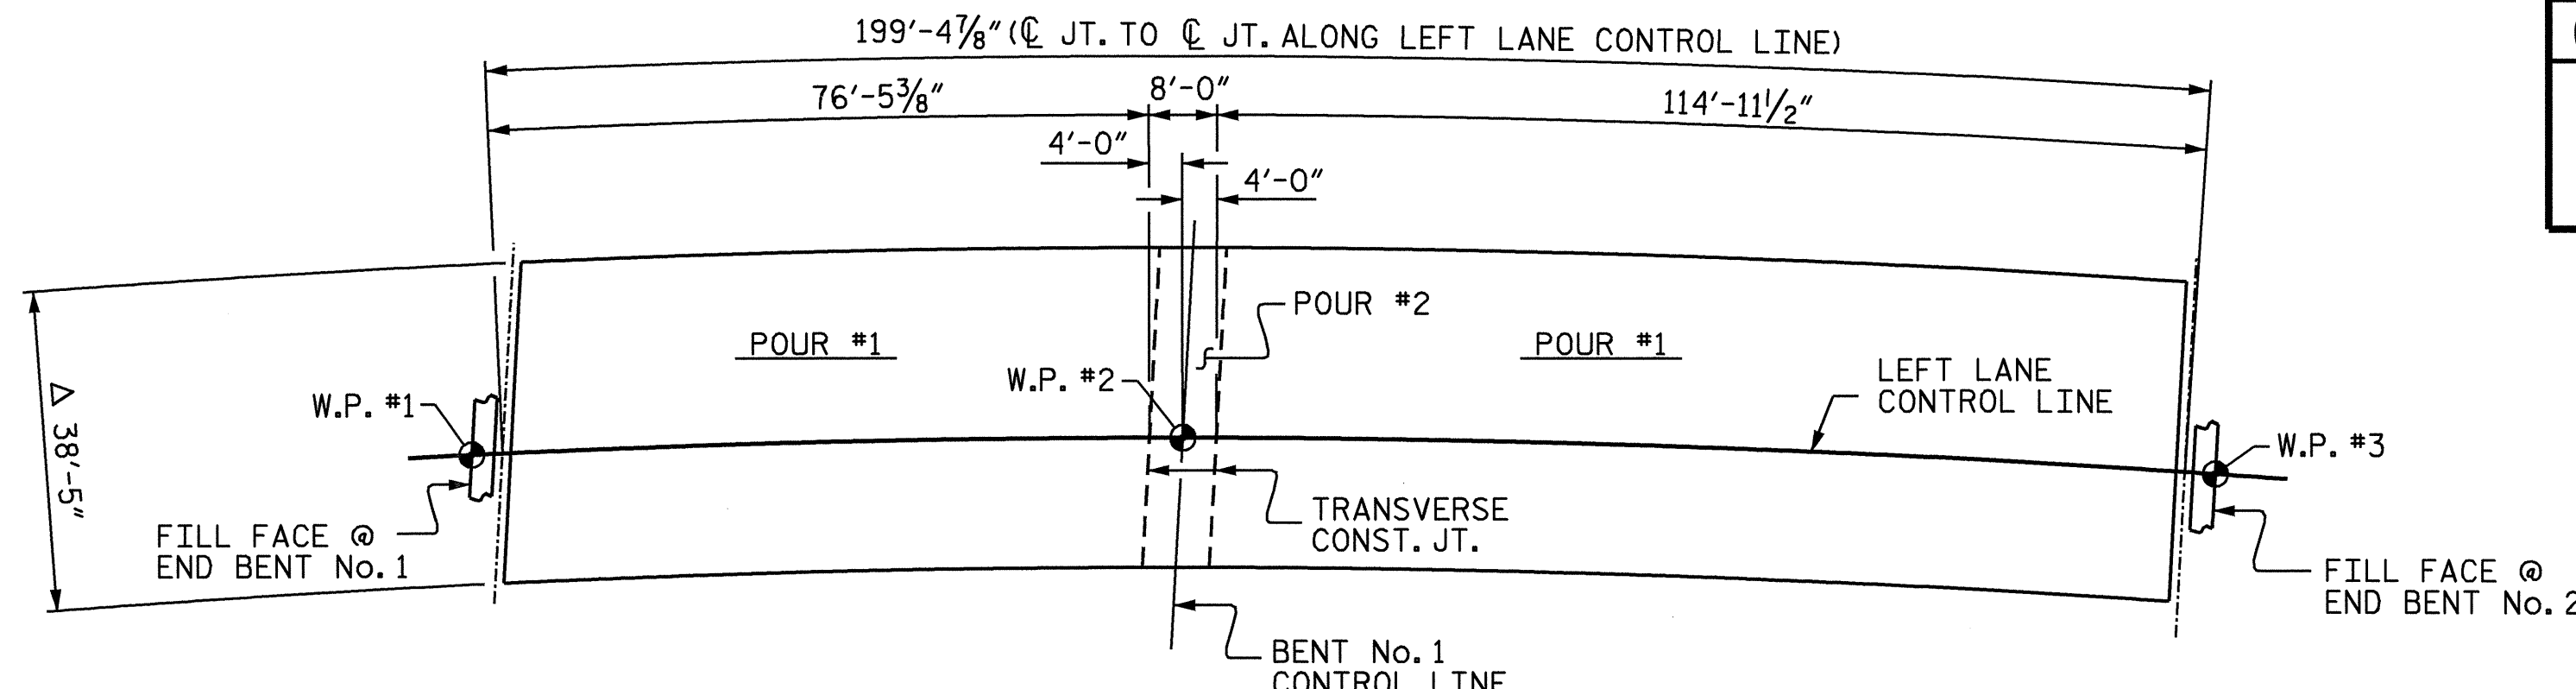 199'-4⅞" (℄ JT. TO ℄ JT. ALONG LEFT LANE CONTROL LINE)
76'-5⅜"
8'-0"
114'-11½"
4'-0"
4'-0"
POUR #2
POUR #1
POUR #1
W.P. #2
LEFT LANE
CONTROL LINE
W.P. #1
Δ 38'-5"
W.P. #3
TRANSVERSE
CONST. JT.
FILL FACE @
END BENT No. 1
FILL FACE @
END BENT No. 2
BENT No. 1
CONTROL LINE